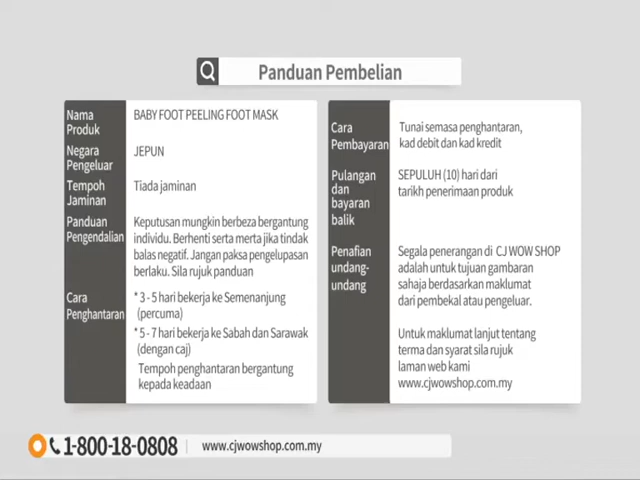 Panduan Pembelian
Nama
Produk
BABY FOOT PEELING FOOT MASK
Negara
Pengeluar
JEPUN
Tempoh
Jaminan
Tiada jaminan
Panduan
Pengendalian
Keputusan mungkin berbeza bergantung
individu. Berhenti serta merta jika tindak
balas negatif. Jangan paksa pengelupasan
berlaku. Sila rujuk panduan
Cara
Penghantaran
* 3 - 5 hari bekerja ke Semenanjung
(percuma)
* 5 - 7 hari bekerja ke Sabah dan Sarawak
(dengan caj)
Tempoh penghantaran bergantung
kepada keadaan
Cara
Pembayaran
Tunai semasa penghantaran,
kad debit dan kad kredit
Pulangan
dan
bayaran
balik
SEPULUH (10) hari dari
tarikh penerimaan produk
Penafian
undang-
undang
Segala penerangan di CJ WOW SHOP
adalah untuk tujuan gambaran
sahaja berdasarkan maklumat
dari pembekal atau pengeluar.
Untuk maklumat lanjut tentang
terma dan syarat sila rujuk
laman web kami
www.cjwowshop.com.my
1-800-18-0808
www.cjwowshop.com.my